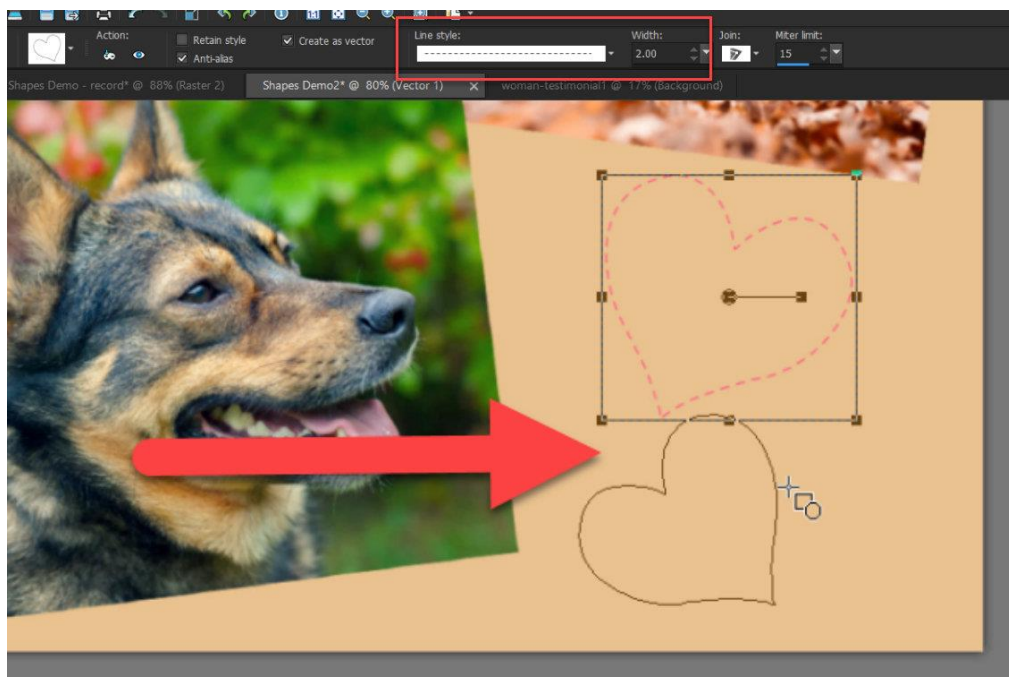 Action:
Retain style
Create as vector
Anti-alias
Line style:
Width:
2.00
Join:
Miter limit:
15
Shapes Demo - record* @ 88% (Raster 2)
Shapes Demo2* @ 80% (Vector 1)
woman-testimonial1 @ 17% (Background)